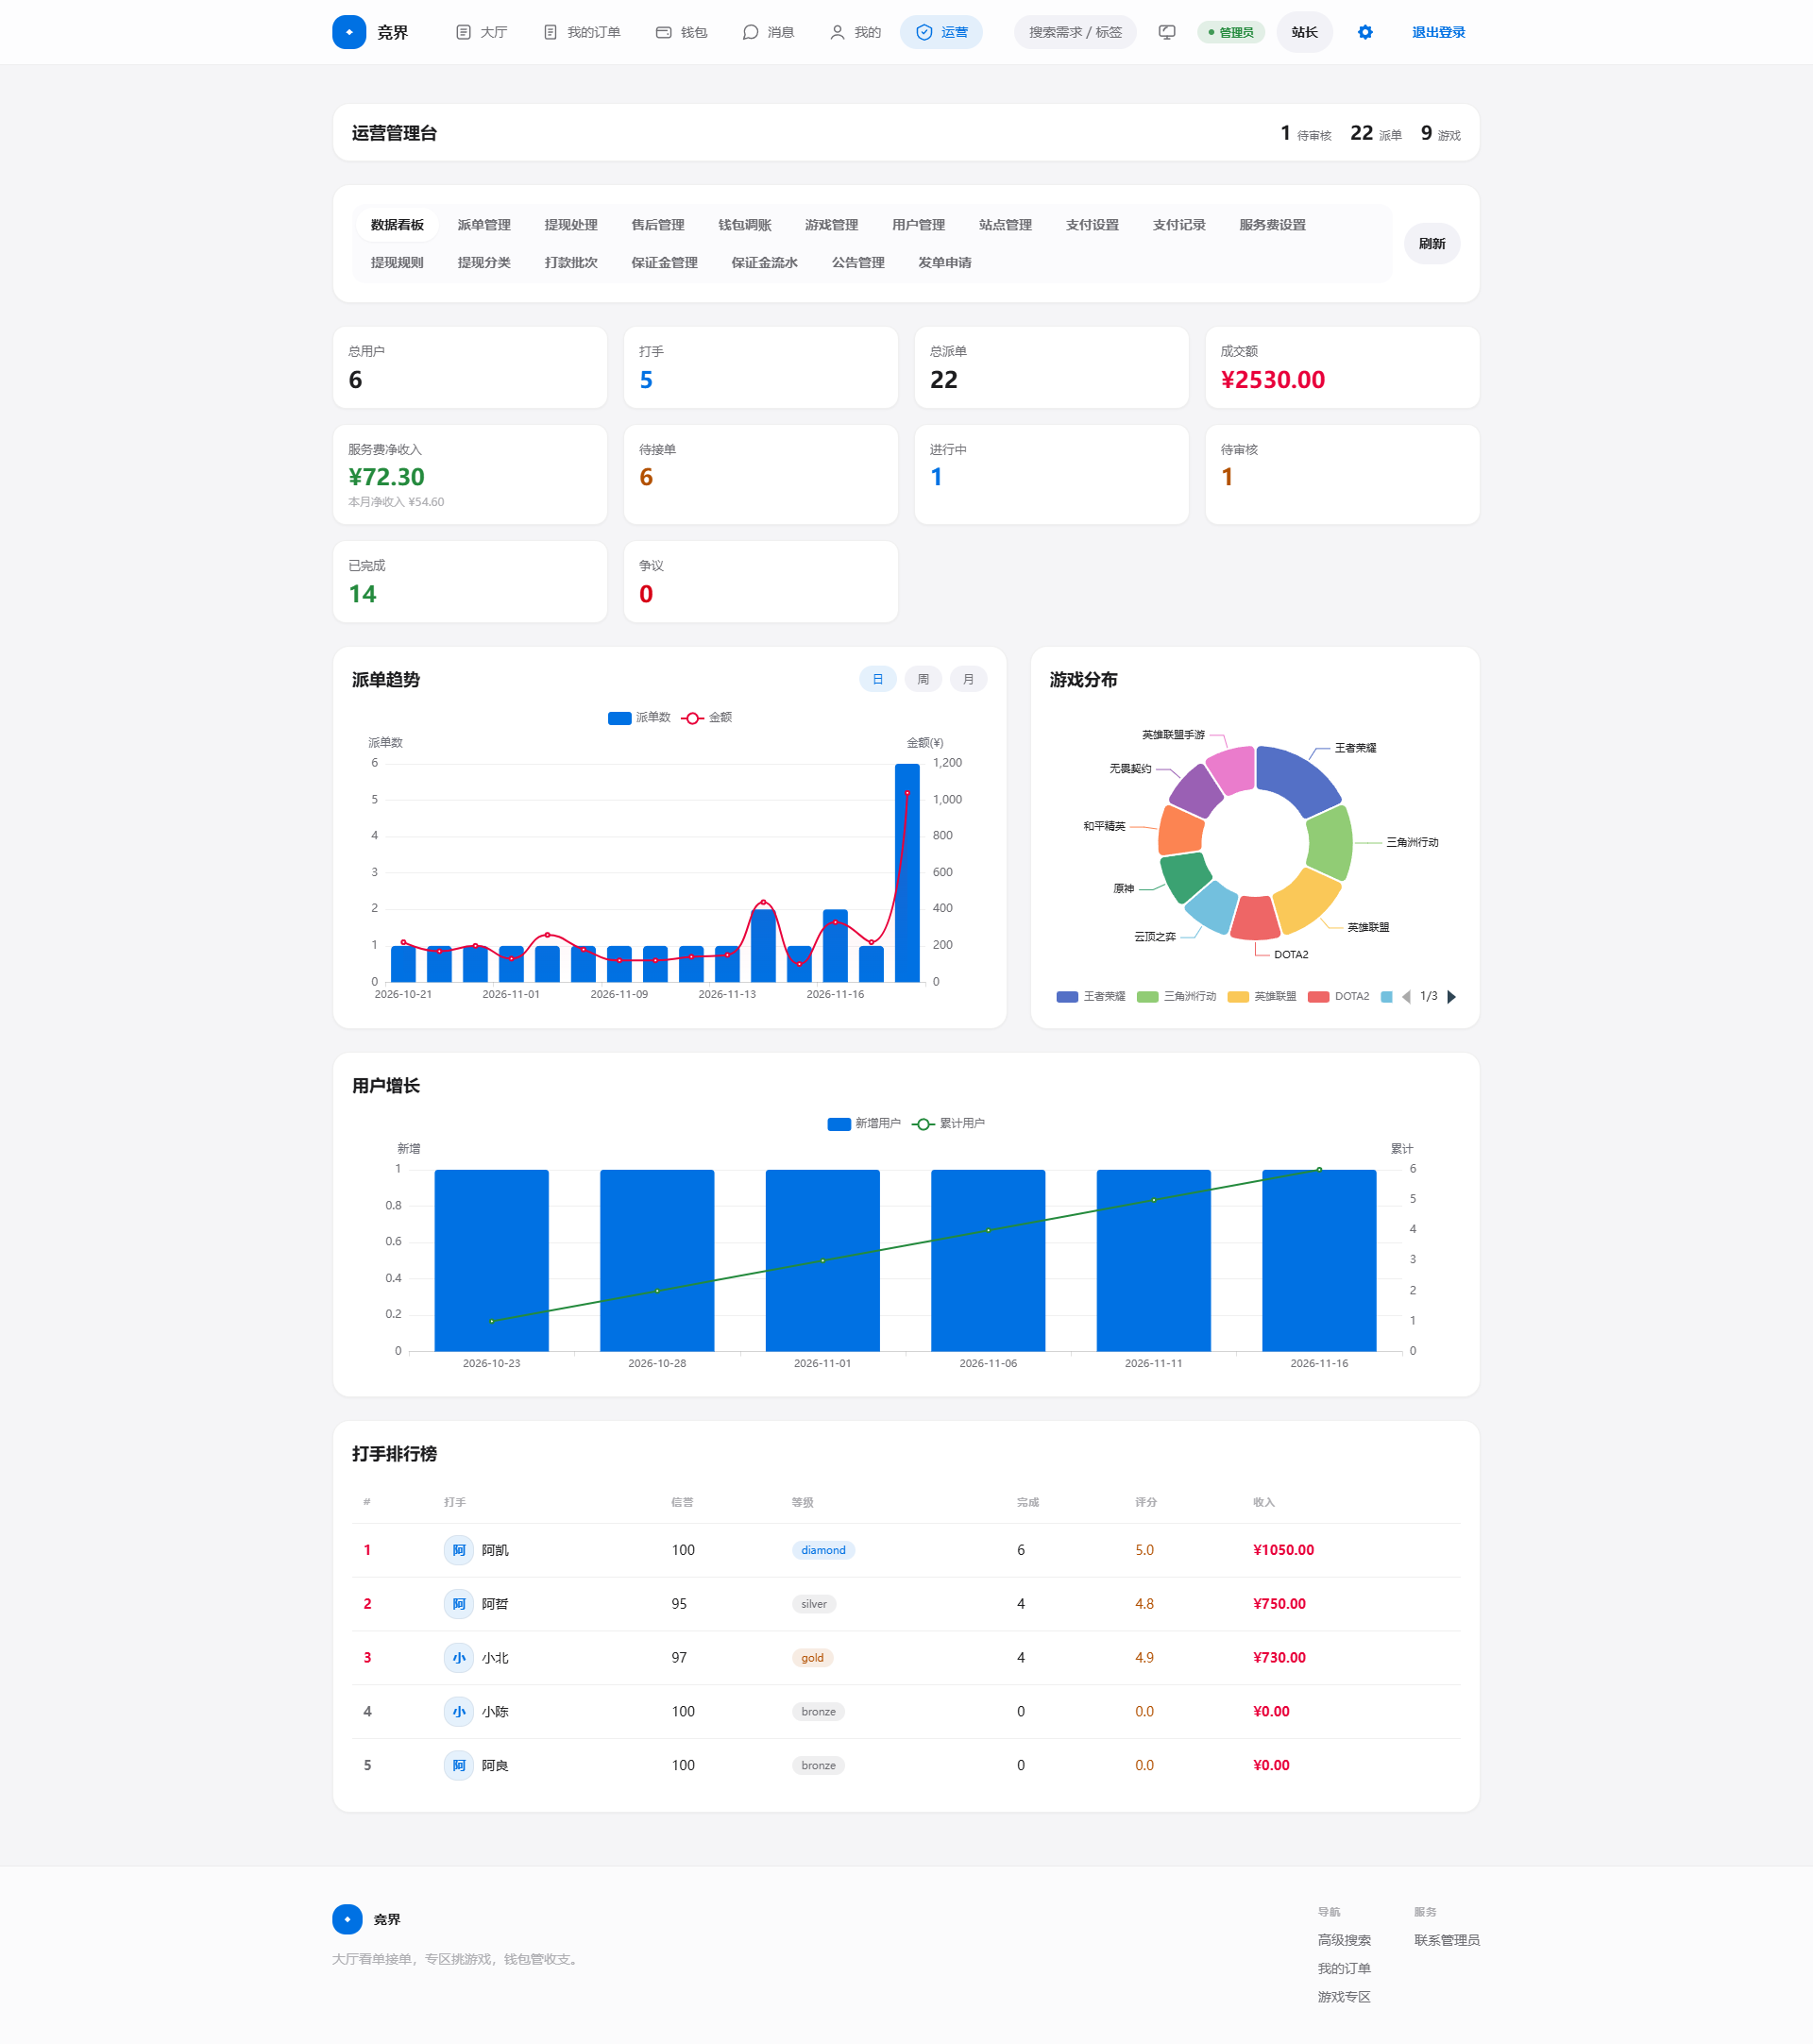 竞界 大厅 我的订单 钱包 消息 我的 运营 搜索需求 / 标签 管理员 站长 退出登录
运营管理台 1 待审核 22 派单 9 游戏
数据看板 派单管理 提现处理 售后管理 钱包调账 游戏管理 用户管理 站点管理 支付设置 支付记录 服务费设置
提现规则 提现分类 打款批次 保证金管理 保证金流水 公告管理 发单申请
刷新
总用户 打手 总派单 成交额
6 5 22 ¥2530.00
服务费净收入 待接单 进行中 待审核
¥72.30 6 1 1
本月净收入 ¥54.60
已完成 争议
14 0
派单趋势 日 周 月
派单数 金额
派单数 金额(¥)
6 1,200
5 1,000
4 800
3 600
2 400
1 200
0 0
2026-10-21 2026-11-01 2026-11-09 2026-11-13 2026-11-16
游戏分布
英雄联盟手游
王者荣耀
无畏契约
和平精英
三角洲行动
原神
英雄联盟
云顶之弈
DOTA2
王者荣耀 三角洲行动 英雄联盟 DOTA2 1/3
用户增长
新增用户 累计用户
新增 累计
1 6
0.8 5
0.6 4
0.4 3
0.2 2
0 1
0
2026-10-23 2026-10-28 2026-11-01 2026-11-06 2026-11-11 2026-11-16
打手排行榜
# 打手 信誉 等级 完成 评分 收入
1 阿 阿凯 100 diamond 6 5.0 ¥1050.00
2 阿 阿哲 95 silver 4 4.8 ¥750.00
3 小 小北 97 gold 4 4.9 ¥730.00
4 小 小陈 100 bronze 0 0.0 ¥0.00
5 阿 阿良 100 bronze 0 0.0 ¥0.00
竞界
大厅看单接单，专区挑游戏，钱包管收支。
导航
高级搜索
我的订单
游戏专区
服务
联系管理员